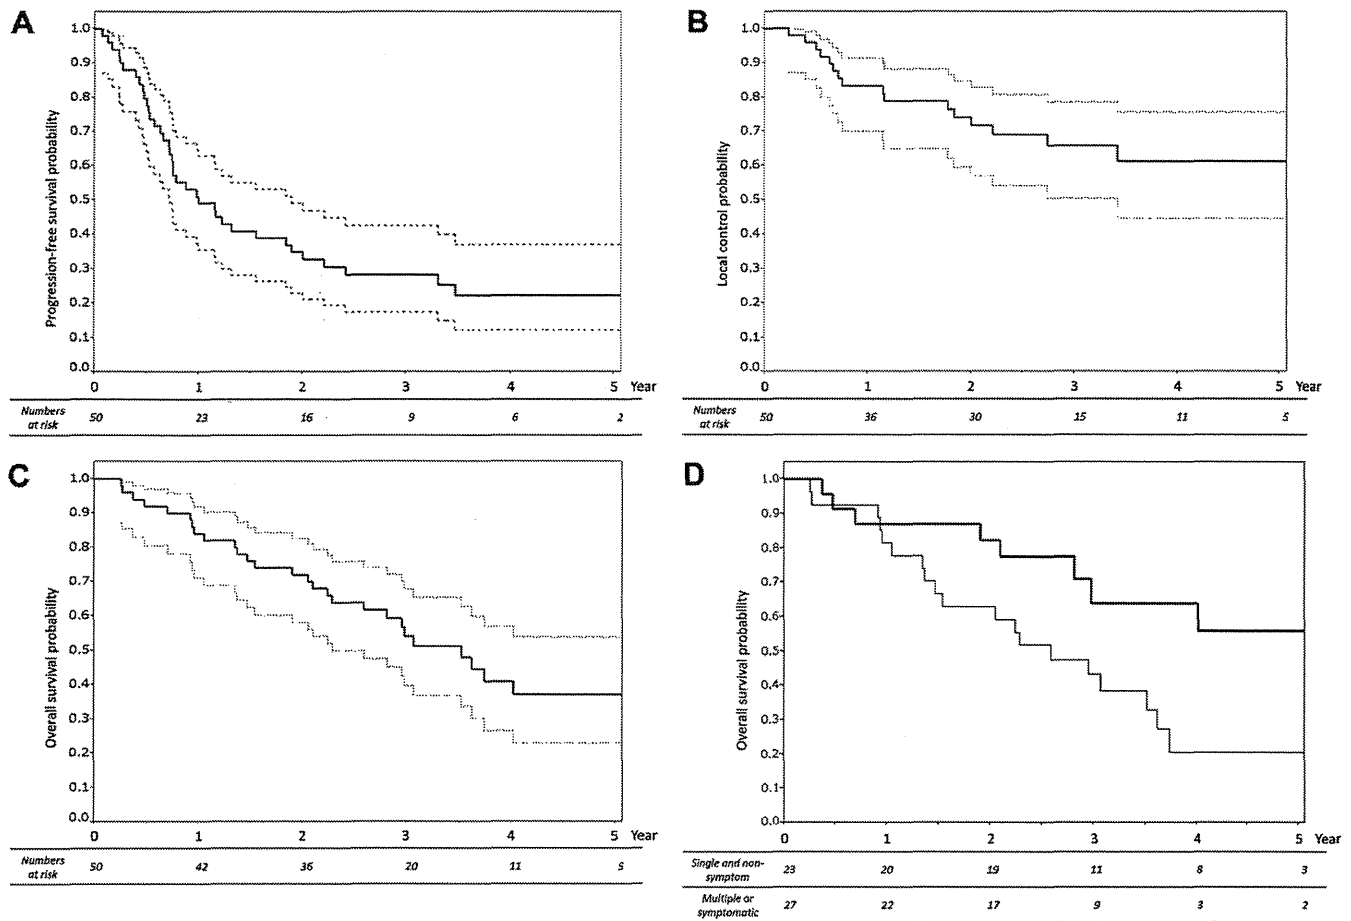 A
Progression-free survival probability
1.0
0.9
0.8
0.7
0.6
0.5
0.4
0.3
0.2
0.1
0.0
0 1 2 3 4 5 Year
Numbers at risk 50 23 16 9 6 2
B
Local control probability
1.0
0.9
0.8
0.7
0.6
0.5
0.4
0.3
0.2
0.1
0.0
0 1 2 3 4 5 Year
Numbers at risk 50 36 30 15 11 5
C
Overall survival probability
1.0
0.9
0.8
0.7
0.6
0.5
0.4
0.3
0.2
0.1
0.0
0 1 2 3 4 5 Year
Numbers at risk 50 42 36 20 11 5
D
Overall survival probability
1.0
0.9
0.8
0.7
0.6
0.5
0.4
0.3
0.2
0.1
0.0
0 1 2 3 4 5 Year
Single and non-symptom 23 20 19 11 8 3
Multiple or symptomatic 27 22 17 9 3 2